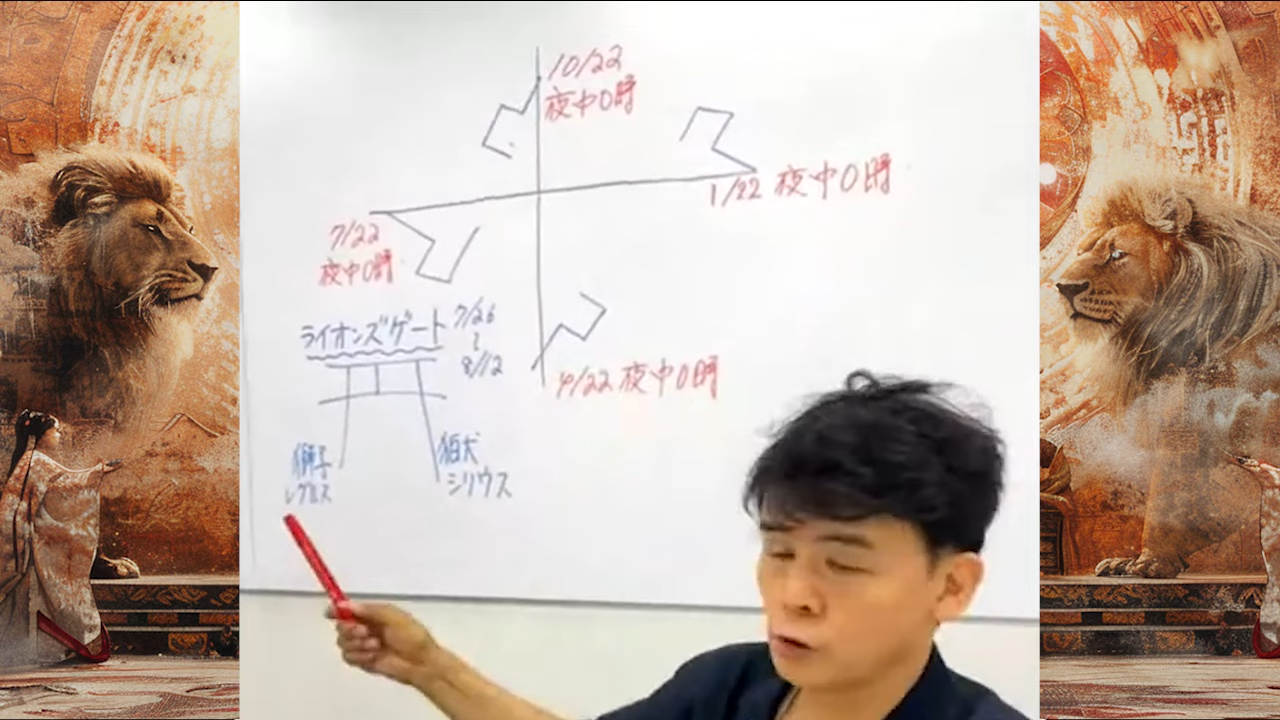 10/22
夜中0時
1/22 夜中0時
7/22
夜中0時
ライオンズゲート 7/26
〜
8/12
4/22 夜中0時
獅子
レグルス
狛犬
シリウス